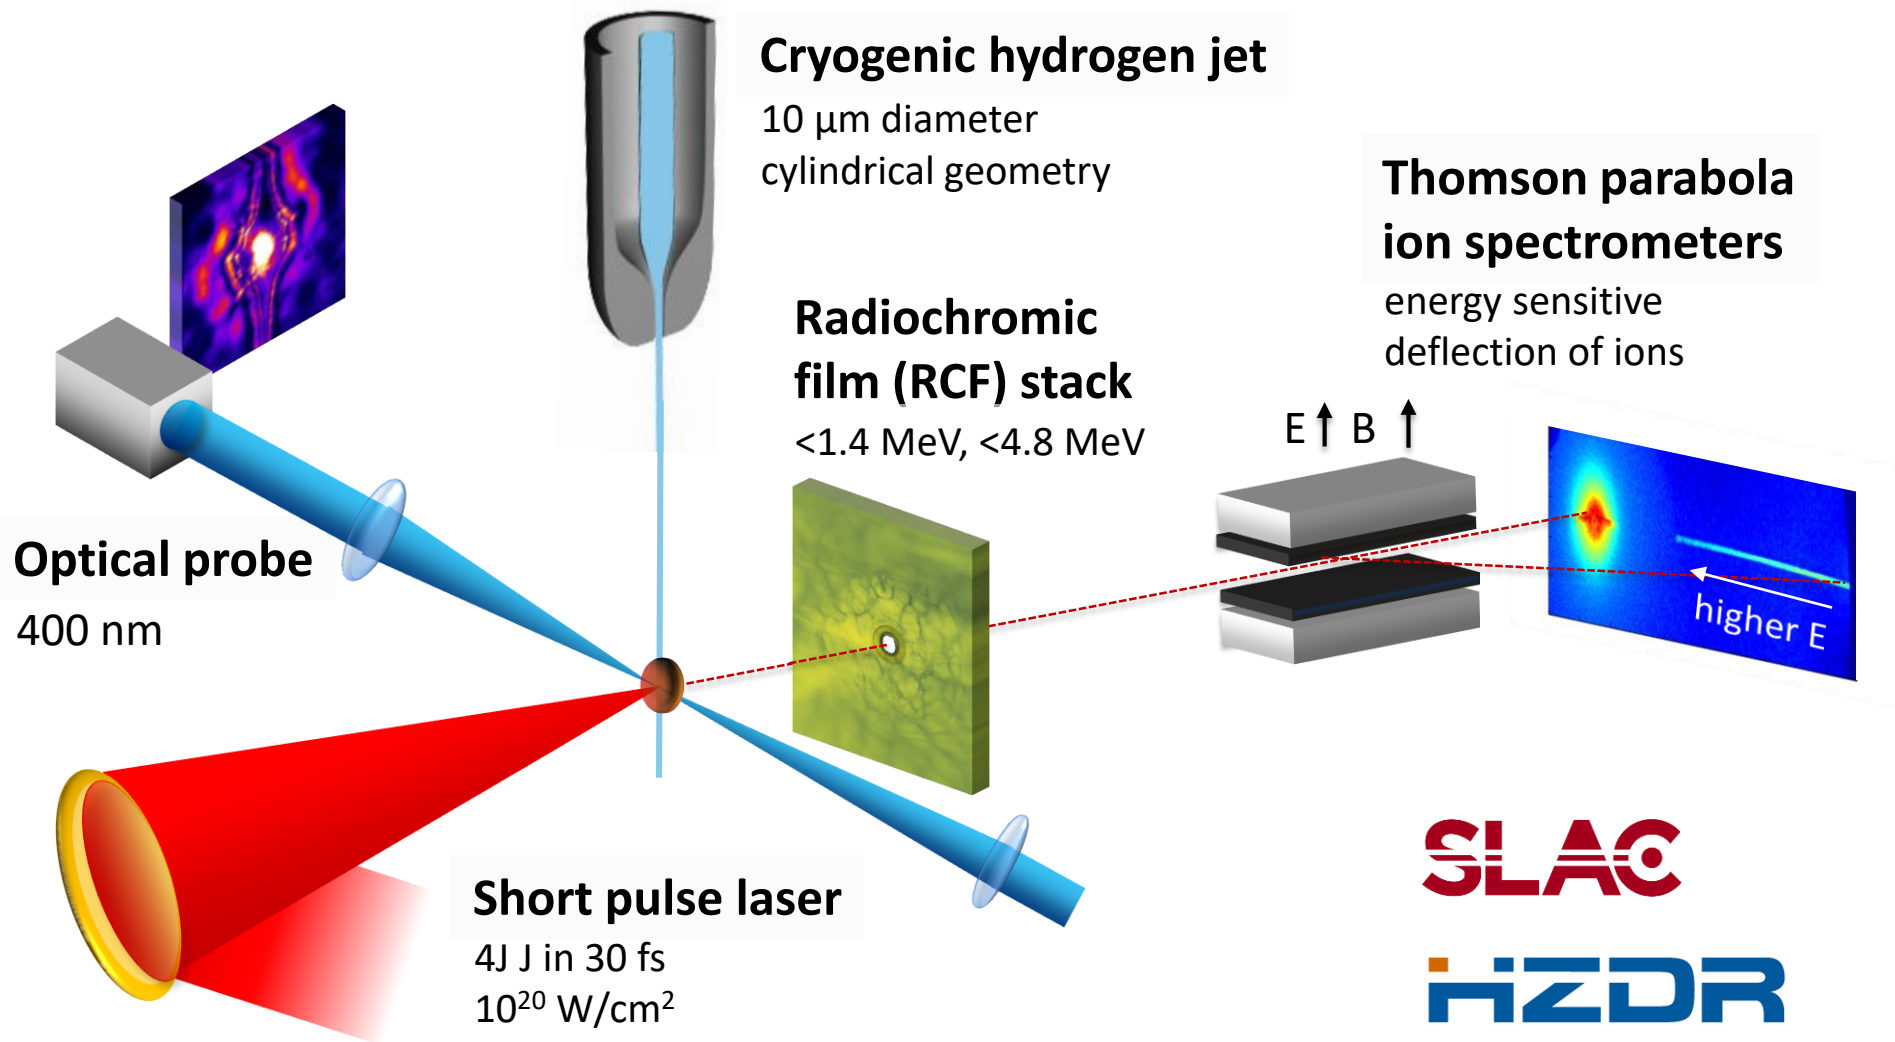 Cryogenic hydrogen jet
10 µm diameter
cylindrical geometry
Thomson parabola
ion spectrometers
energy sensitive
deflection of ions
Radiochromic
film (RCF) stack
<1.4 MeV, <4.8 MeV
E B
higher E
Optical probe
400 nm
Short pulse laser
4J J in 30 fs
10²⁰ W/cm²
SLAC
HZDR